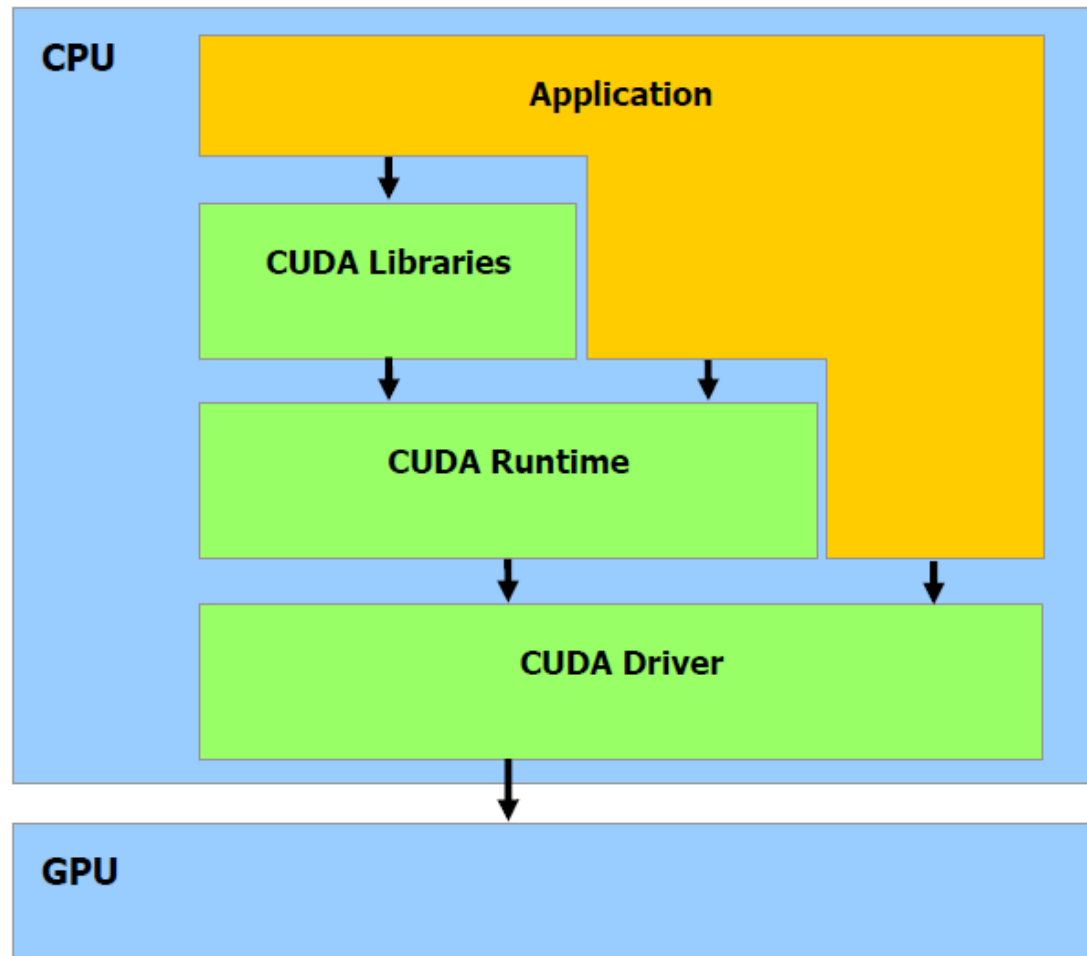 CPU
Application
CUDA Libraries
CUDA Runtime
CUDA Driver
GPU